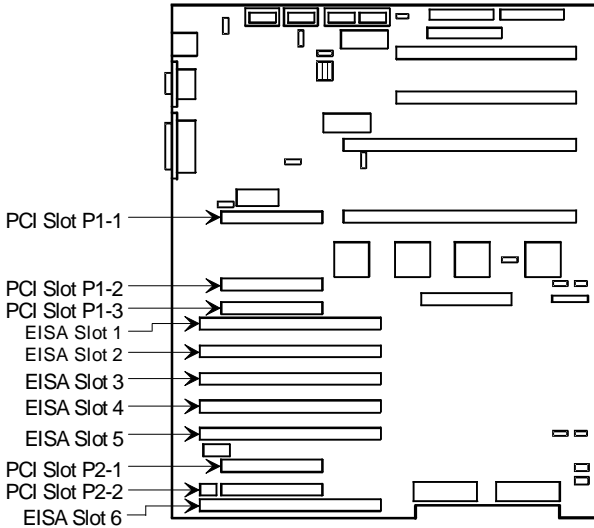 PCI Slot P1-1
PCI Slot P1-2
PCI Slot P1-3
EISA Slot 1
EISA Slot 2
EISA Slot 3
EISA Slot 4
EISA Slot 5
PCI Slot P2-1
PCI Slot P2-2
EISA Slot 6